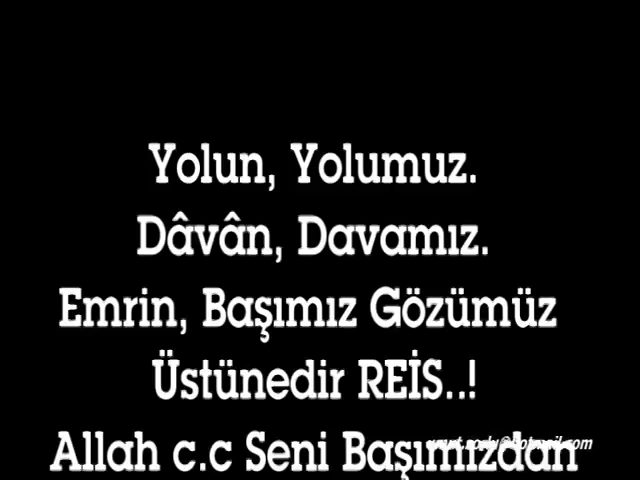 Yolun, Yolumuz.
Dâvân, Davamız.
Emrin, Başımız Gözümüz
Üstünedir REİS..!
Allah c.c Seni Başımızdan